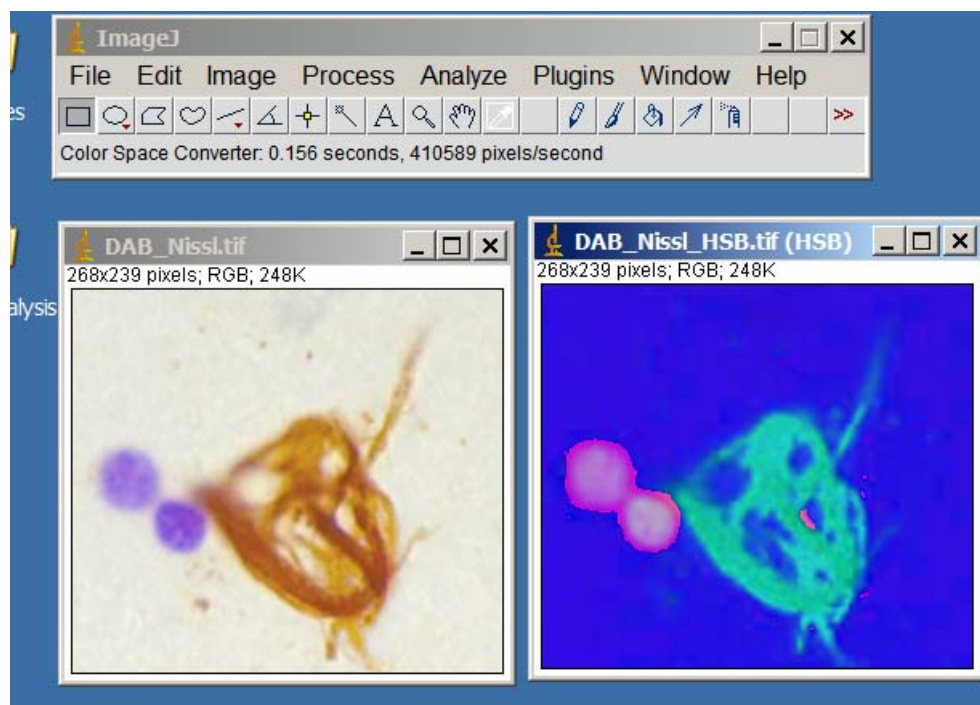 ImageJ
File Edit Image Process Analyze Plugins Window Help
A >>
Color Space Converter: 0.156 seconds, 410589 pixels/second
es
DAB_Nissl.tif
268x239 pixels; RGB; 248K
DAB_Nissl_HSB.tif (HSB)
268x239 pixels; RGB; 248K
alysis